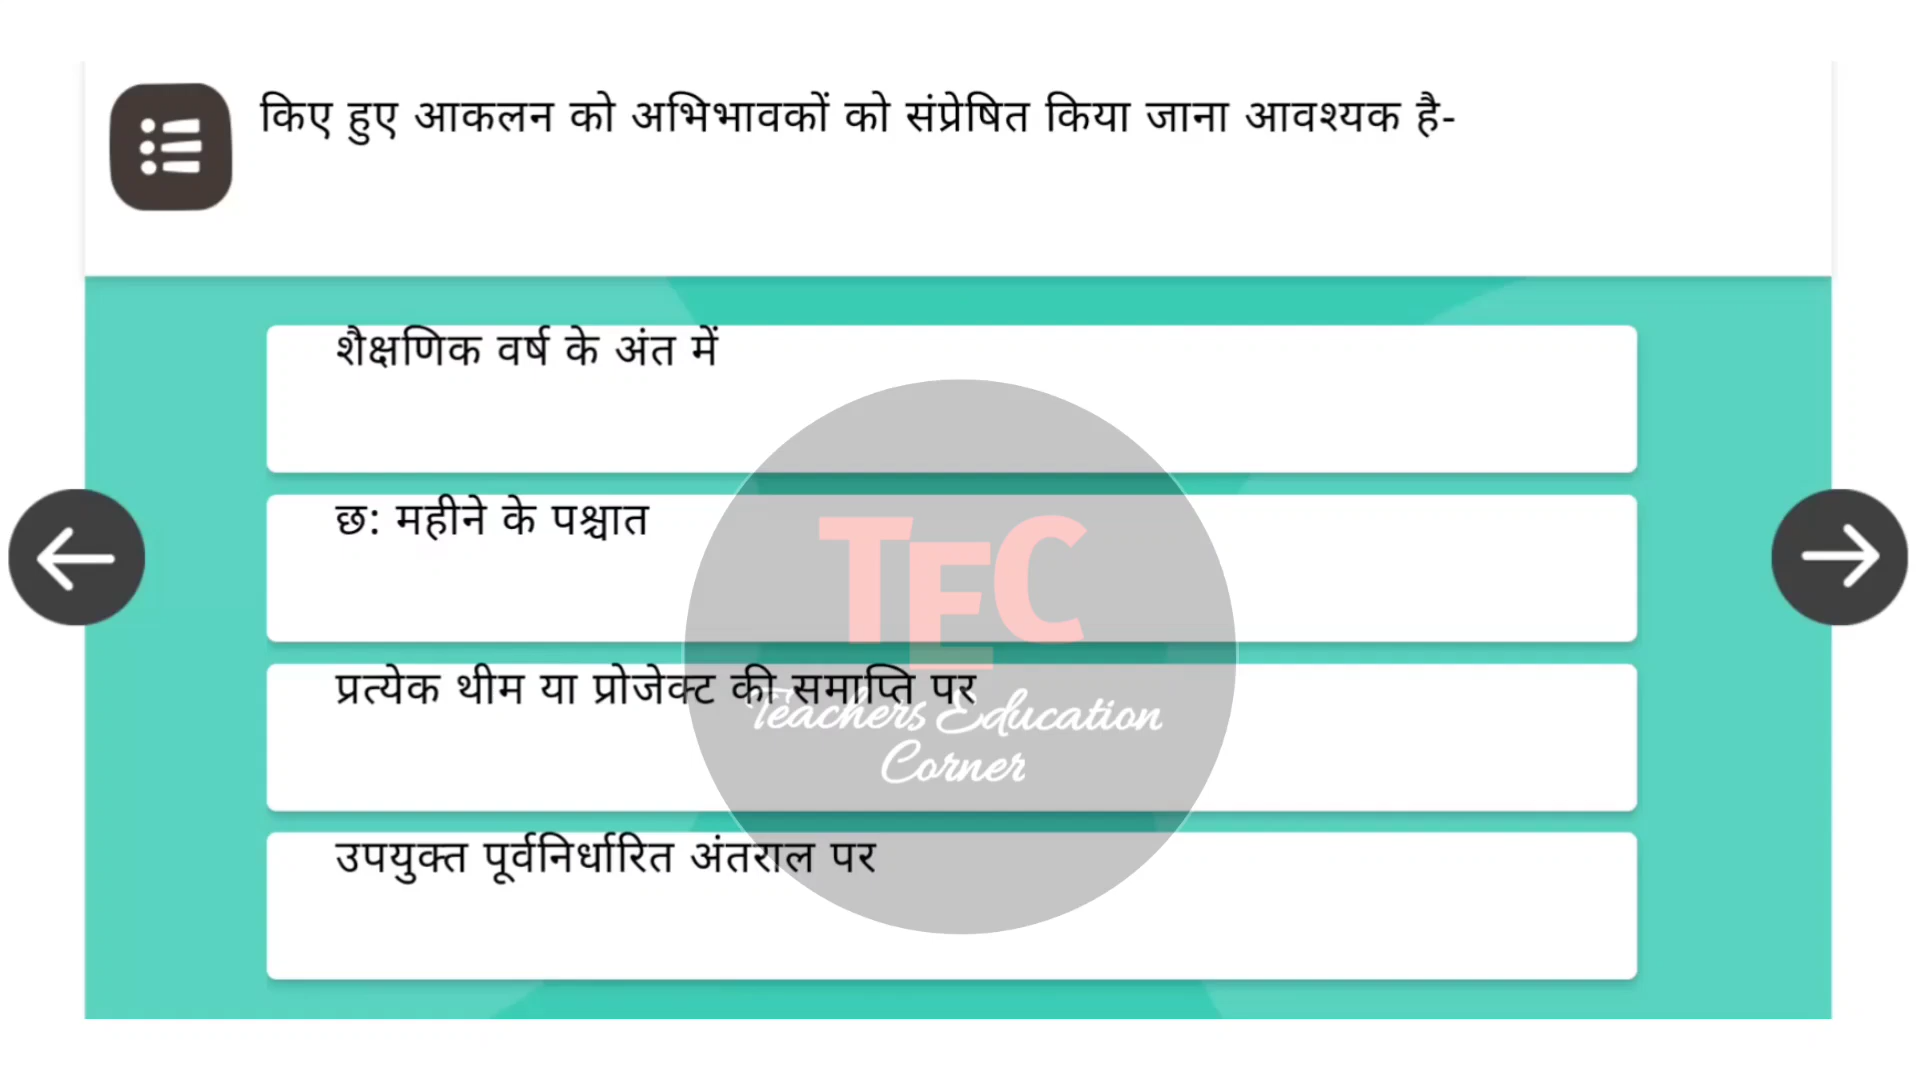 किए हुए आकलन को अभिभावकों को संप्रेषित किया जाना आवश्यक है-
शैक्षणिक वर्ष के अंत में
छ: महीने के पश्चात
प्रत्येक थीम या प्रोजेक्ट की समाप्ति पर
उपयुक्त पूर्वनिर्धारित अंतराल पर
TEC
Teachers Education
Corner